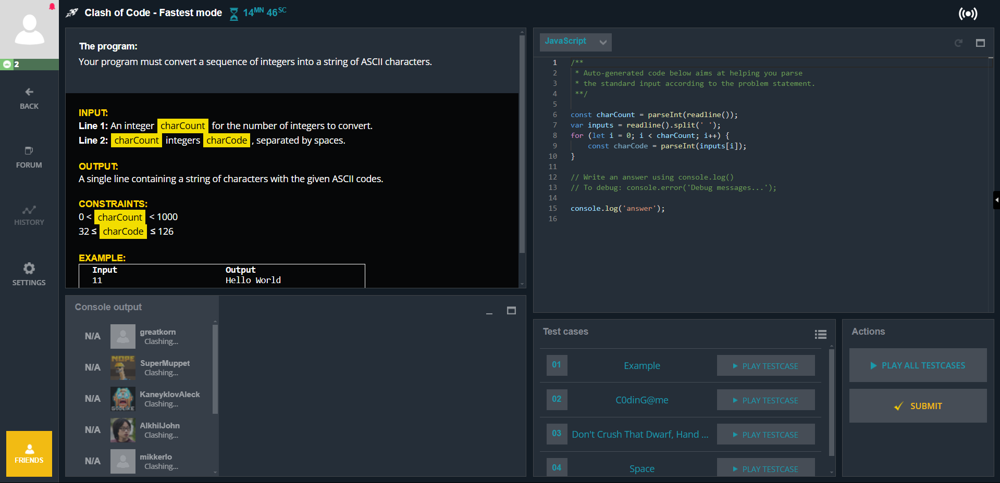 Clash of Code - Fastest mode 14MN 46SC
2
BACK
FORUM
HISTORY
SETTINGS
FRIENDS
The program:
Your program must convert a sequence of integers into a string of ASCII characters.
INPUT:
Line 1: An integer charCount for the number of integers to convert.
Line 2: charCount integers charCode , separated by spaces.
OUTPUT:
A single line containing a string of characters with the given ASCII codes.
CONSTRAINTS:
0 < charCount < 1000
32 ≤ charCode ≤ 126
EXAMPLE:
Input Output
11 Hello World
Console output
N/A greatkorn
Clashing...
N/A SuperMuppet
Clashing...
NOPE
N/A KaneyklovAleck
Clashing...
GODLIKE
N/A AlkhilJohn
Clashing...
N/A mikkerlo
Clashing...
JavaScript
1 /**
2 * Auto-generated code below aims at helping you parse
3 * the standard input according to the problem statement.
4 **/
5
6 const charCount = parseInt(readline());
7 var inputs = readline().split(' ');
8 for (let i = 0; i < charCount; i++) {
9 const charCode = parseInt(inputs[i]);
10 }
11
12 // Write an answer using console.log()
13 // To debug: console.error('Debug messages...');
14
15 console.log('answer');
16
Test cases
01 Example PLAY TESTCASE
02 C0dinG@me PLAY TESTCASE
03 Don't Crush That Dwarf, Hand ... PLAY TESTCASE
04 Space PLAY TESTCASE
Actions
PLAY ALL TESTCASES
SUBMIT